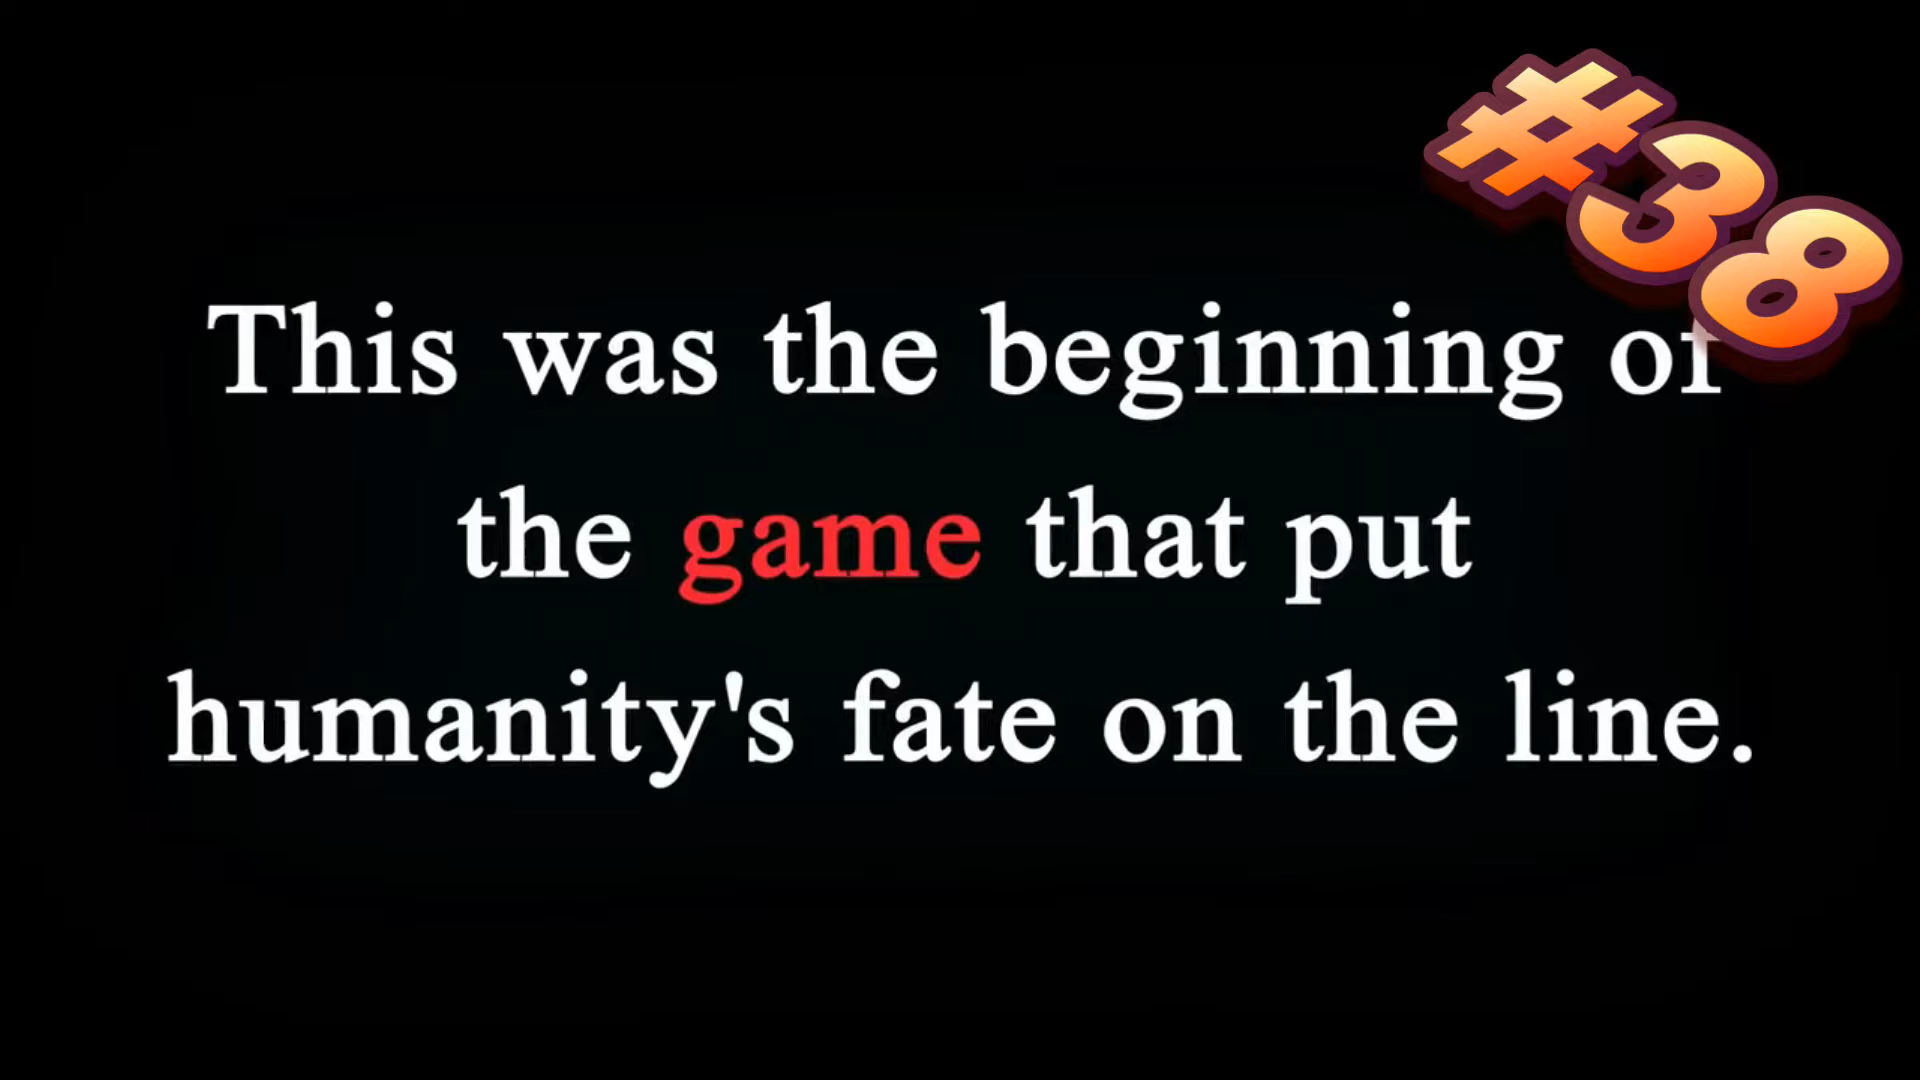 #38
This was the beginning of
the game that put
humanity's fate on the line.